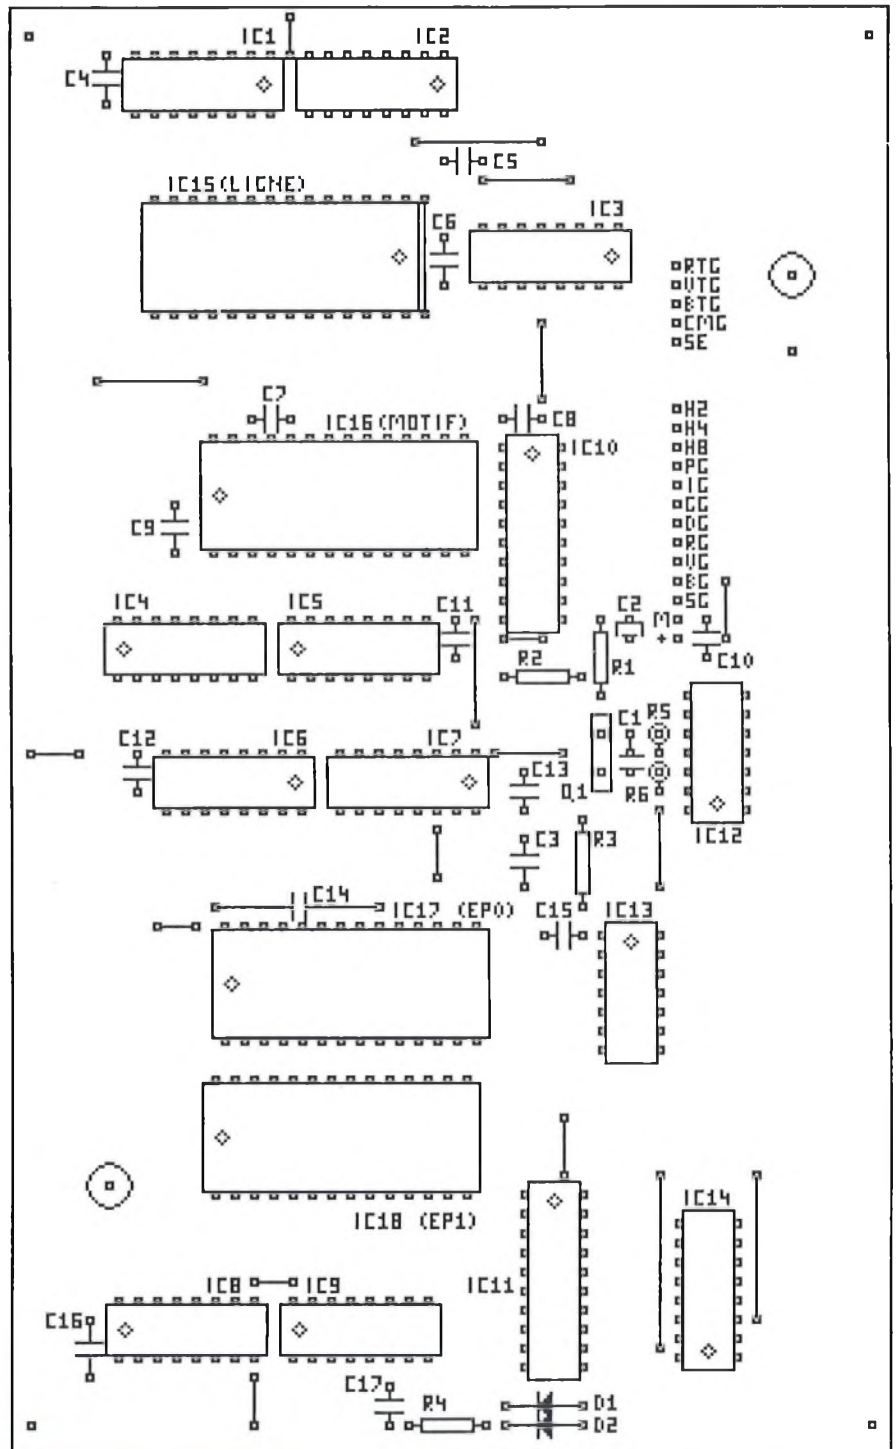 IC1
IC2
C4
C5
IC15(LIGNE)
C6
IC3
RTG
VTG
BTG
CMG
SE
C7
IC16(MOTIF)
C8
IC10
H2
H4
H8
PG
IG
GG
DG
RG
VG
BG
SG
C9
IC4
IC5
C11
C2
M
+
C10
R2
R1
C12
IC6
IC7
C13
C1
R5
Q1
R6
IC12
C3
R3
C14
IC17 (EP0)
C15
IC13
IC18 (EP1)
IC14
IC11
IC8
IC9
C16
C17
R4
D1
D2